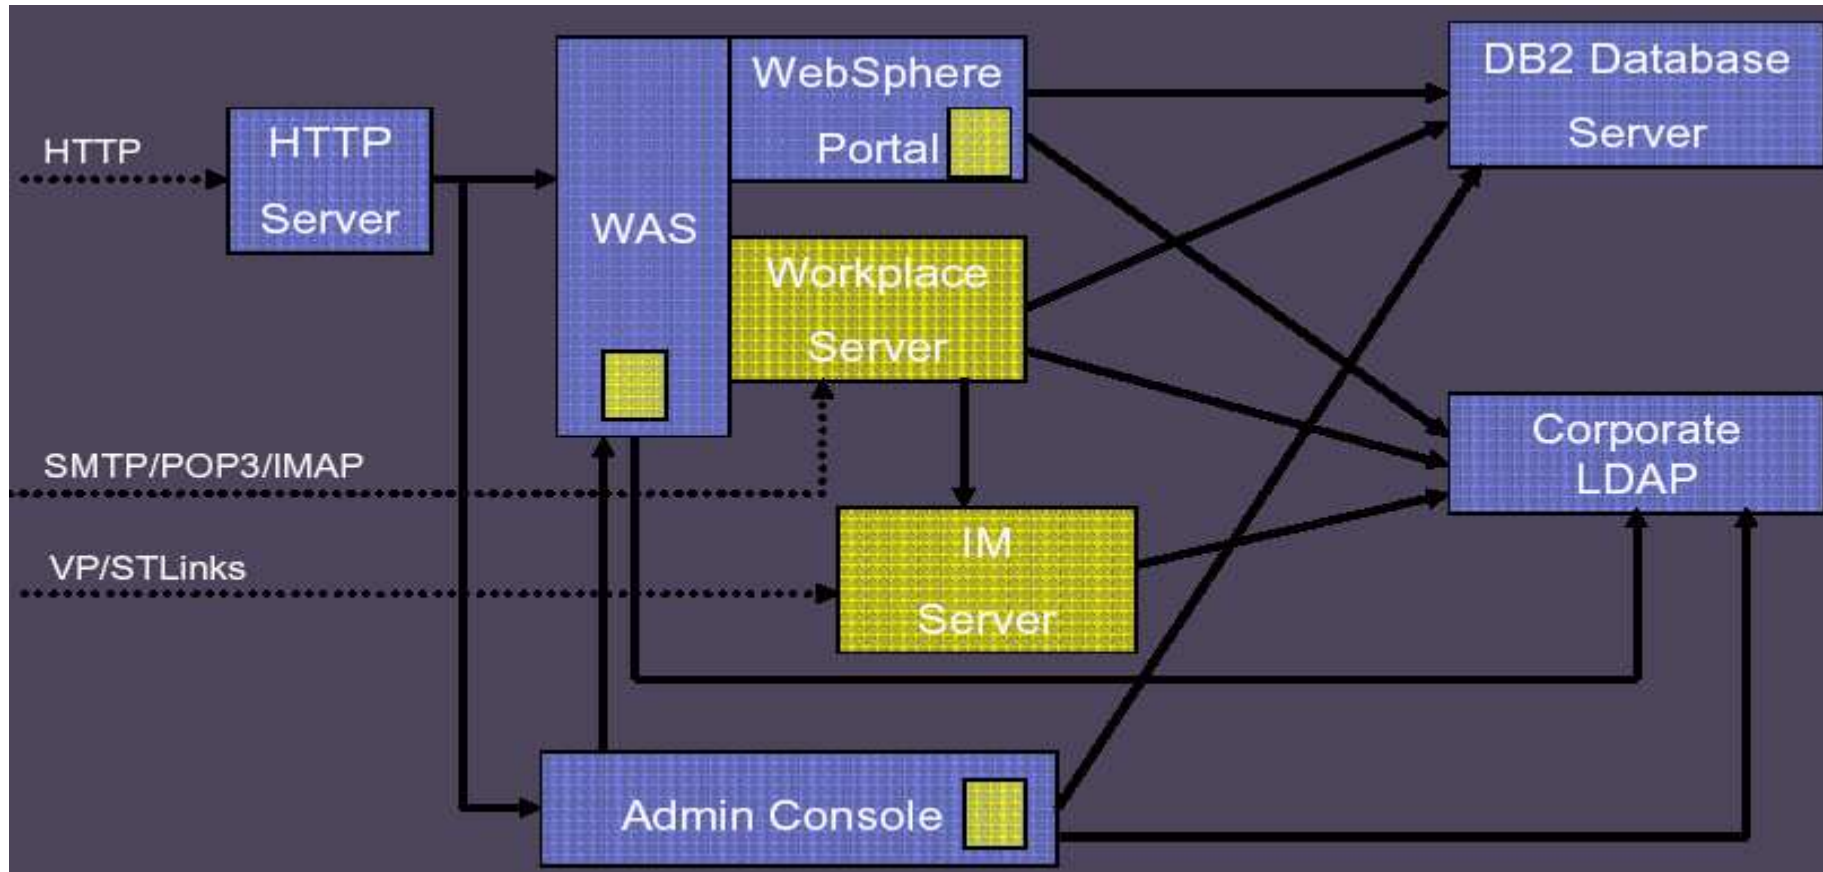 HTTP
HTTP
Server
WAS
WebSphere
Portal
Workplace
Server
DB2 Database
Server
SMTP/POP3/IMAP
VP/STLinks
IM
Server
Corporate
LDAP
Admin Console